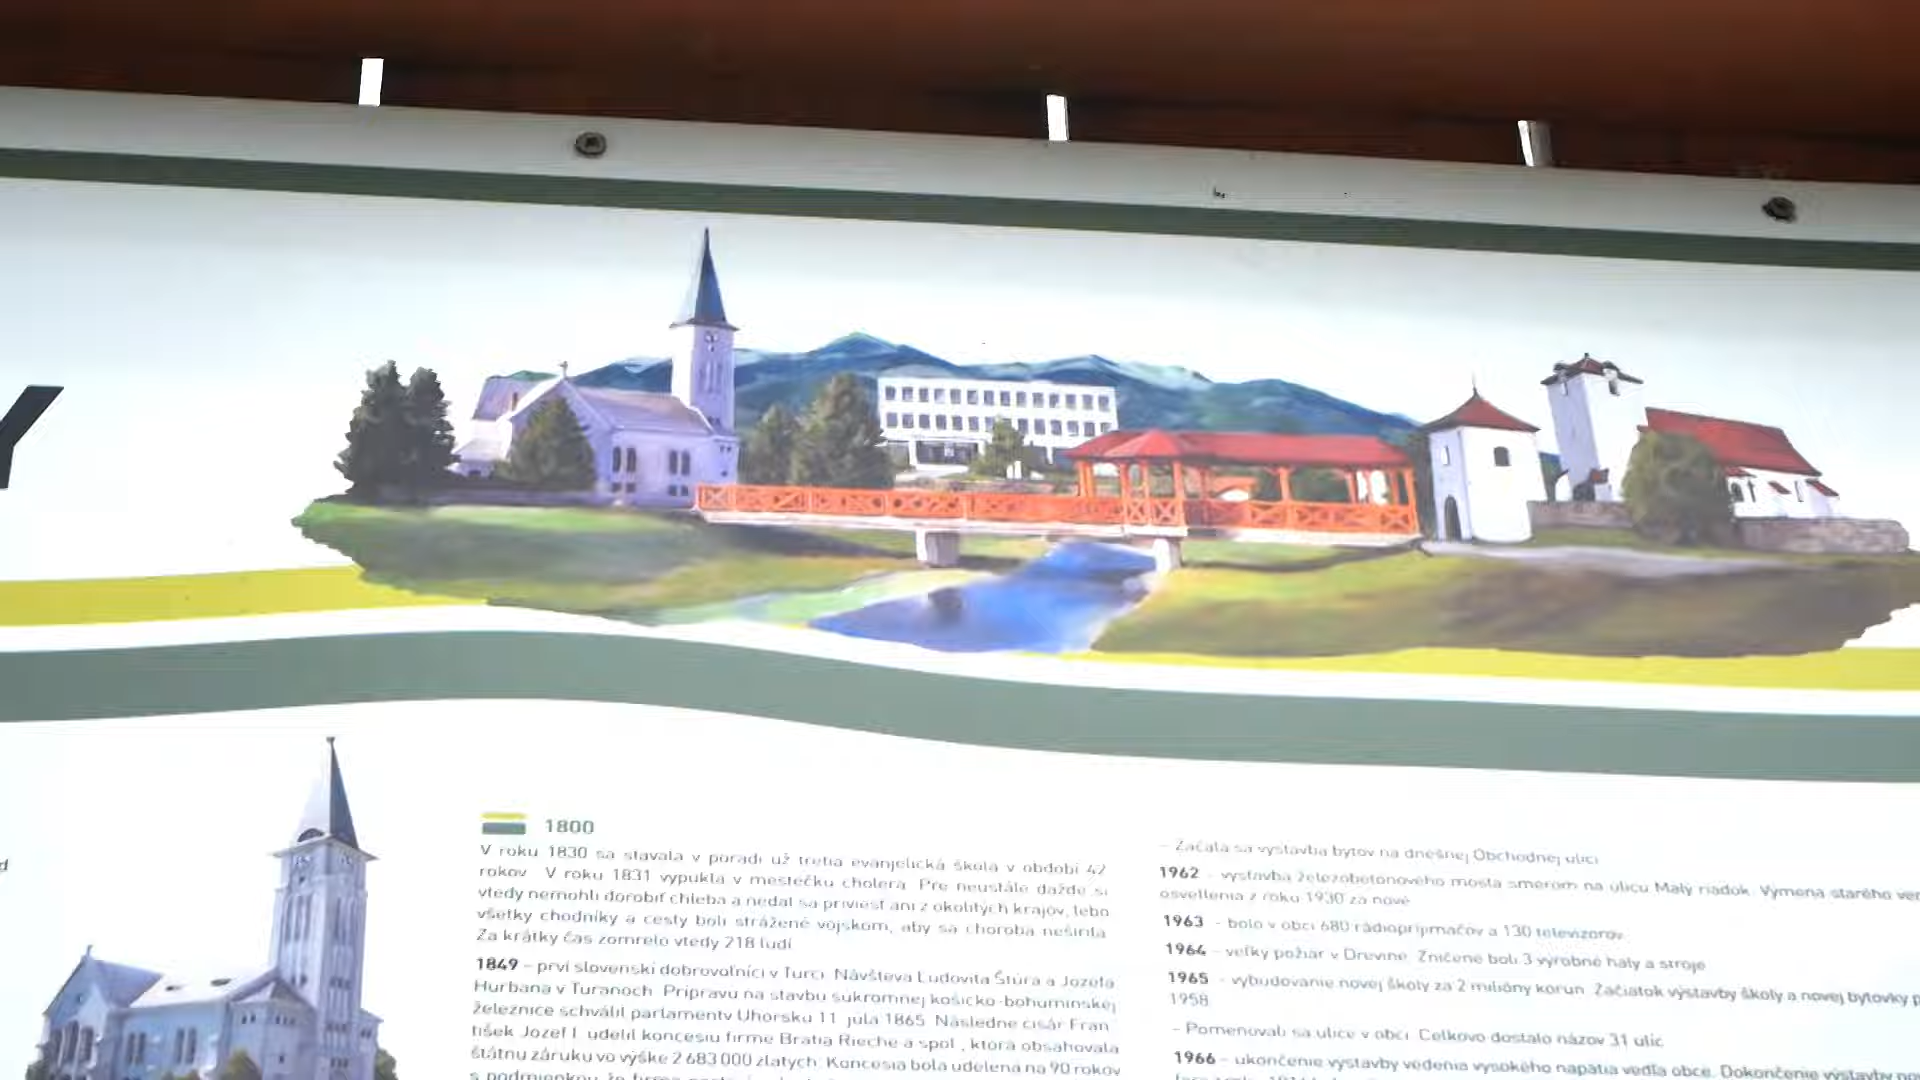 Y
d
1800
V roku 1830 sa stavala v poradí už tretia evanjelická škola v období 42
rokov. V roku 1831 vypukla v mestečku cholera. Pre neustále dažde si
vtedy nemohli dorobiť chleba a nedal sa priviesť ani z okolitých krajov, lebo
všetky chodníky a cesty boli strážené vojskom, aby sa choroba nešírila.
Za krátky čas zomrelo vtedy 218 ľudí.
1849 – prví slovenskí dobrovoľníci v Turci. Návšteva Ľudovíta Štúra a Jozefa
Hurbana v Turanoch. Prípravu na stavbu súkromnej košicko-bohumínskej
železnice schválil parlament v Uhorsku 11. júla 1865. Následne cisár Fran
tišek Jozef I. udelil koncesiu firme Bratia Rieche a spol., ktorá obsahovala
štátnu záruku vo výške 2 683 000 zlatých. Koncesia bola udelená na 90 rokov
s podmienkou, že firma
– Začala sa výstavba bytov na dnešnej Obchodnej ulici
1962 – výstavba železobetónového mosta smerom na ulicu Malý riadok. Výmena starého
osvetlenia z roku 1930 za nové
1963 – bolo v obci 680 rádioprijímačov a 130 televízorov
1964 – veľký požiar v Drevine. Zničené boli 3 výrobné haly a stroje
1965 – vybudovanie novej školy za 2 milióny korún. Začiatok výstavby školy a novej bytovky
1958
– Pomenovali sa ulice v obci. Celkovo dostalo názov 31 ulíc
1966 – ukončenie výstavby vedenia vysokého napätia vedľa obce. Dokončenie výstavby